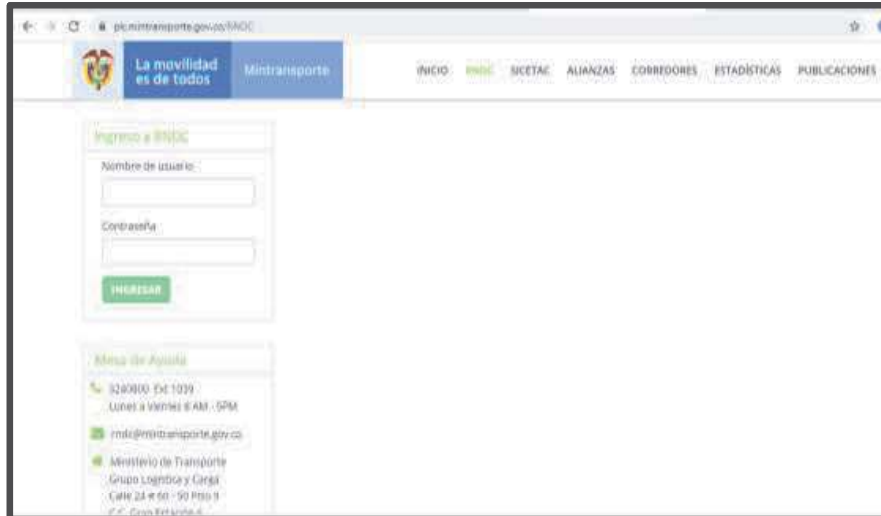 plc.mintransporte.gov.co/RNDC
La movilidad
es de todos
Mintransporte
INICIO RNDC SICETAC ALIANZAS CORREDORES ESTADÍSTICAS PUBLICACIONES
Ingreso a RNDC
Nombre de usuario
Contraseña
INGRESAR
Mesa de Ayuda
3240800 Ext 1039
Lunes a Viernes 8 AM - 5PM
rndc@mintransporte.gov.co
Ministerio de Transporte
Grupo Logística y Carga
Calle 24 # 60 - 50 Piso 9
C.C. Gran Estación